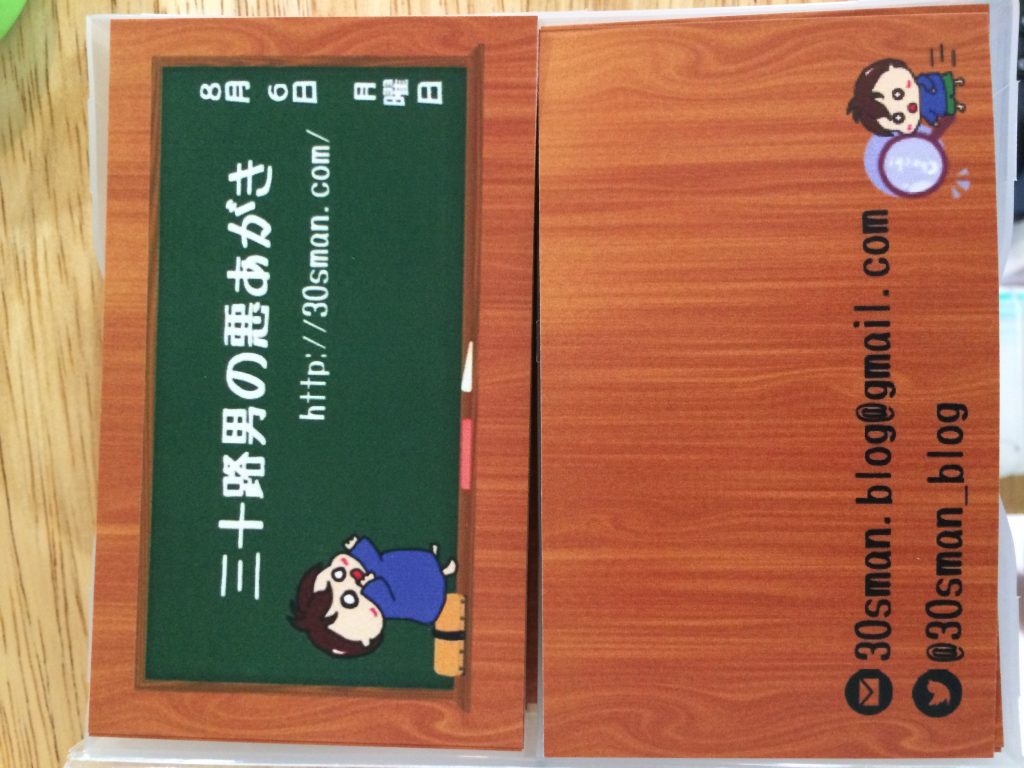 三十路男の悪あがき
http://30sman.com/
8月
6日
月曜日
30sman.blog@gmail.com
@30sman_blog